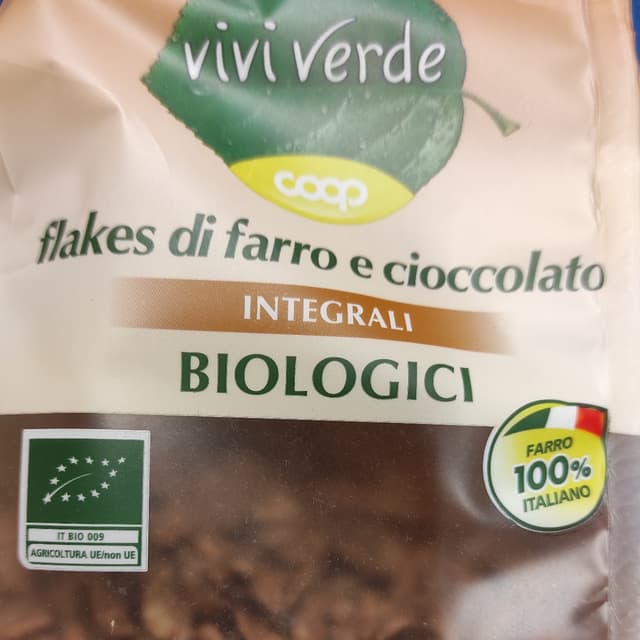 vivi verde
coop
flakes di farro e cioccolato
INTEGRALI
BIOLOGICI
FARRO
100%
ITALIANO
IT BIO 009
AGRICOLTURA UE/non UE